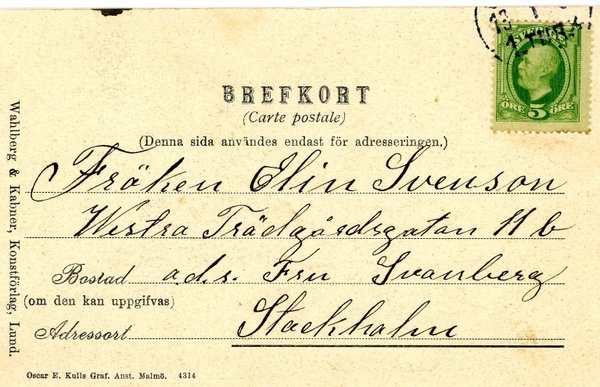 BREFKORT
(Carte postale)
(Denna sida användes endast för adresseringen.)
Fröken Elin Svenson
Westra Trädgårdsgatan 11 b
Bostad a.d.s. Fru Svanberg
(om den kan uppgifvas)
Adressort Stockholm
Wahlberg & Kabner, Konstförlag, Lund.
Oscar E. Kulls Graf. Anst. Malmö. 4314
ÖRE 5 ÖRE